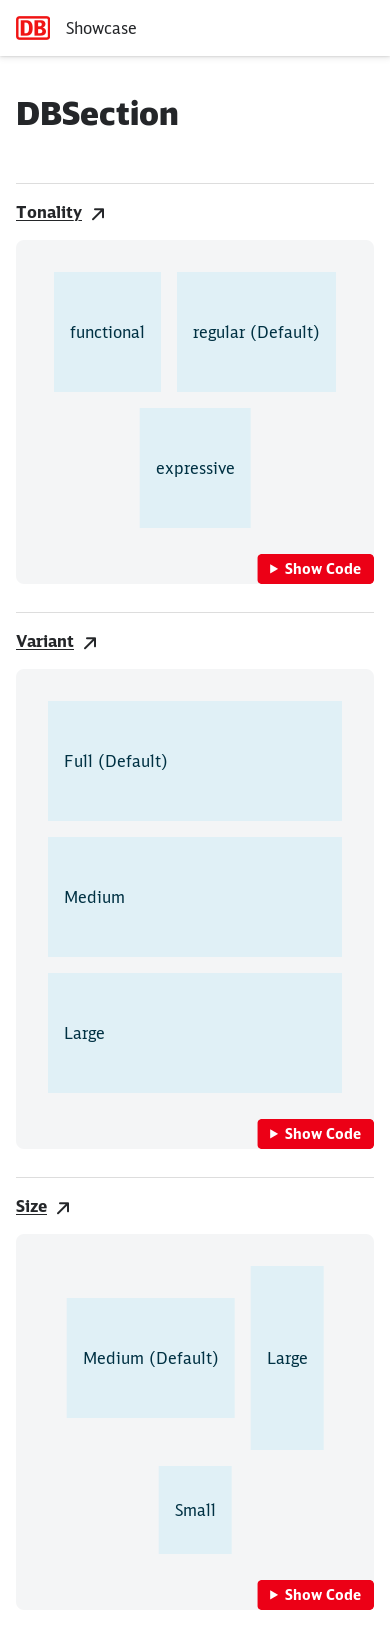 DB Showcase
DBSection
Tonality
functional
regular (Default)
expressive
Show Code
Variant
Full (Default)
Medium
Large
Show Code
Size
Medium (Default)
Large
Small
Show Code